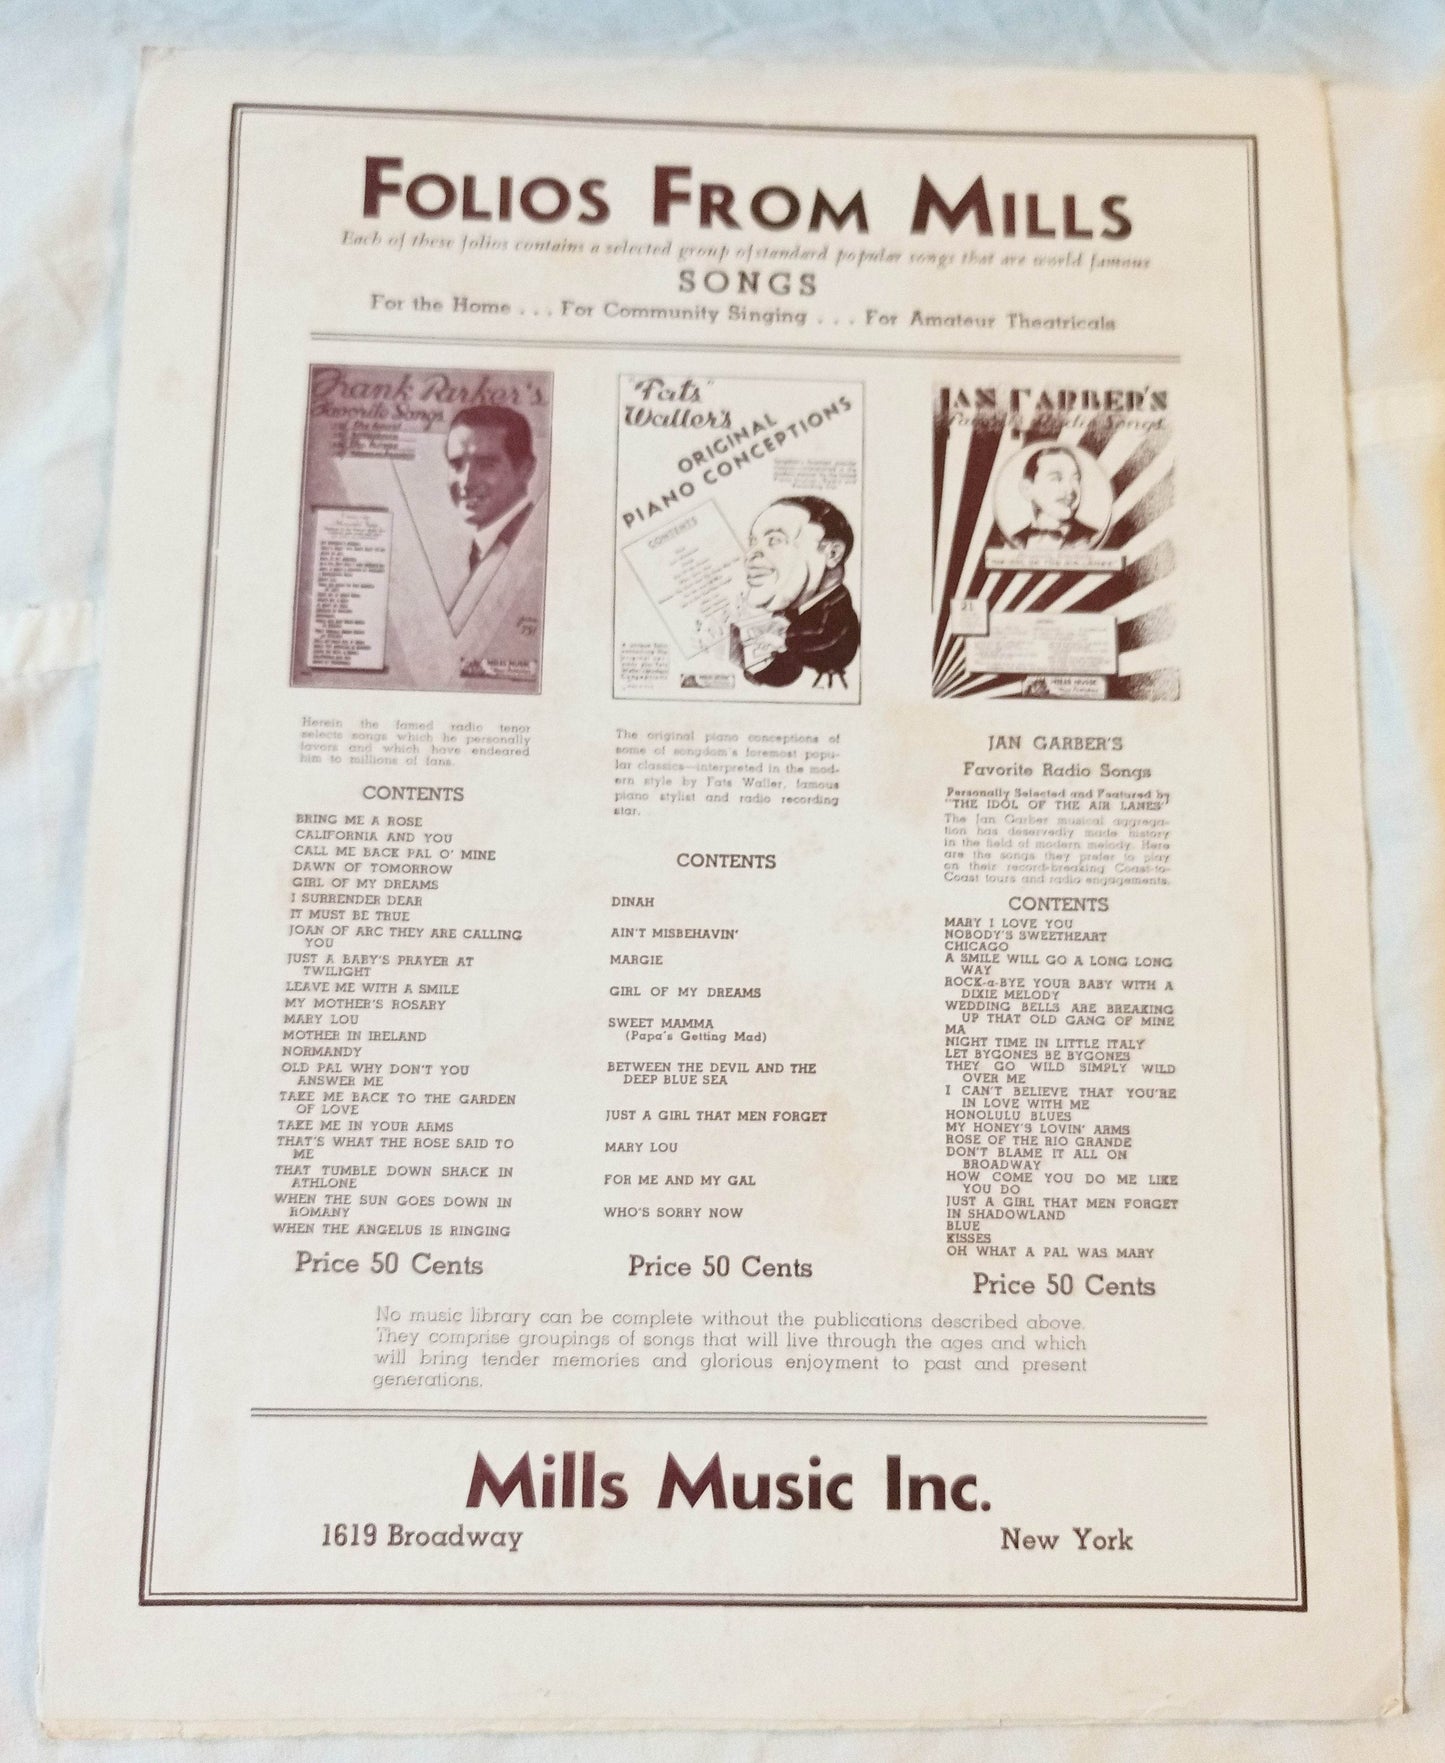 FOLIOS FROM MILLS
Each of these folios contains a selected group of standard popular songs that are world famous
SONGS
For the Home . . . For Community Singing . . . For Amateur Theatricals
Frank Parker's
Favorite Songs
75¢
MILLS MUSIC
"Fats"
Waller's
ORIGINAL
PIANO CONCEPTIONS
CONTENTS
JAN GARBER'S
Favorite Radio Songs
21
MILLS MUSIC
Herein the famed radio tenor
selects songs which he personally
favors and which have endeared
him to millions of fans.
CONTENTS
BRING ME A ROSE
CALIFORNIA AND YOU
CALL ME BACK PAL O' MINE
DAWN OF TOMORROW
GIRL OF MY DREAMS
I SURRENDER DEAR
IT MUST BE TRUE
JOAN OF ARC THEY ARE CALLING
YOU
JUST A BABY'S PRAYER AT
TWILIGHT
LEAVE ME WITH A SMILE
MY MOTHER'S ROSARY
MARY LOU
MOTHER IN IRELAND
NORMANDY
OLD PAL WHY DON'T YOU
ANSWER ME
TAKE ME BACK TO THE GARDEN
OF LOVE
TAKE ME IN YOUR ARMS
THAT'S WHAT THE ROSE SAID TO
ME
THAT TUMBLE DOWN SHACK IN
ATHLONE
WHEN THE SUN GOES DOWN IN
ROMANY
WHEN THE ANGELUS IS RINGING
Price 50 Cents
The original piano conceptions of
some of songdom's foremost popu-
lar classics—interpreted in the mod-
ern style by Fats Waller, famous
piano stylist and radio recording
star.
CONTENTS
DINAH
AIN'T MISBEHAVIN'
MARGIE
GIRL OF MY DREAMS
SWEET MAMMA
(Papa's Getting Mad)
BETWEEN THE DEVIL AND THE
DEEP BLUE SEA
JUST A GIRL THAT MEN FORGET
MARY LOU
FOR ME AND MY GAL
WHO'S SORRY NOW
Price 50 Cents
JAN GARBER'S
Favorite Radio Songs
Personally Selected and Featured by
"THE IDOL OF THE AIR LANES"
The Jan Garber musical aggrega-
tion has deservedly made history
in the field of modern melody. Here
are the songs they prefer to play
on their record-breaking Coast-to-
Coast tours and radio engagements.
CONTENTS
MARY I LOVE YOU
NOBODY'S SWEETHEART
CHICAGO
A SMILE WILL GO A LONG LONG
WAY
ROCK-a-BYE YOUR BABY WITH A
DIXIE MELODY
WEDDING BELLS ARE BREAKING
UP THAT OLD GANG OF MINE
MA
NIGHT TIME IN LITTLE ITALY
LET BYGONES BE BYGONES
THEY GO WILD SIMPLY WILD
OVER ME
I CAN'T BELIEVE THAT YOU'RE
IN LOVE WITH ME
HONOLULU BLUES
MY HONEY'S LOVIN' ARMS
ROSE OF THE RIO GRANDE
DON'T BLAME IT ALL ON
BROADWAY
HOW COME YOU DO ME LIKE
YOU DO
JUST A GIRL THAT MEN FORGET
IN SHADOWLAND
BLUE
KISSES
OH WHAT A PAL WAS MARY
Price 50 Cents
No music library can be complete without the publications described above.
They comprise groupings of songs that will live through the ages and which
will bring tender memories and glorious enjoyment to past and present
generations.
Mills Music Inc.
1619 Broadway
New York